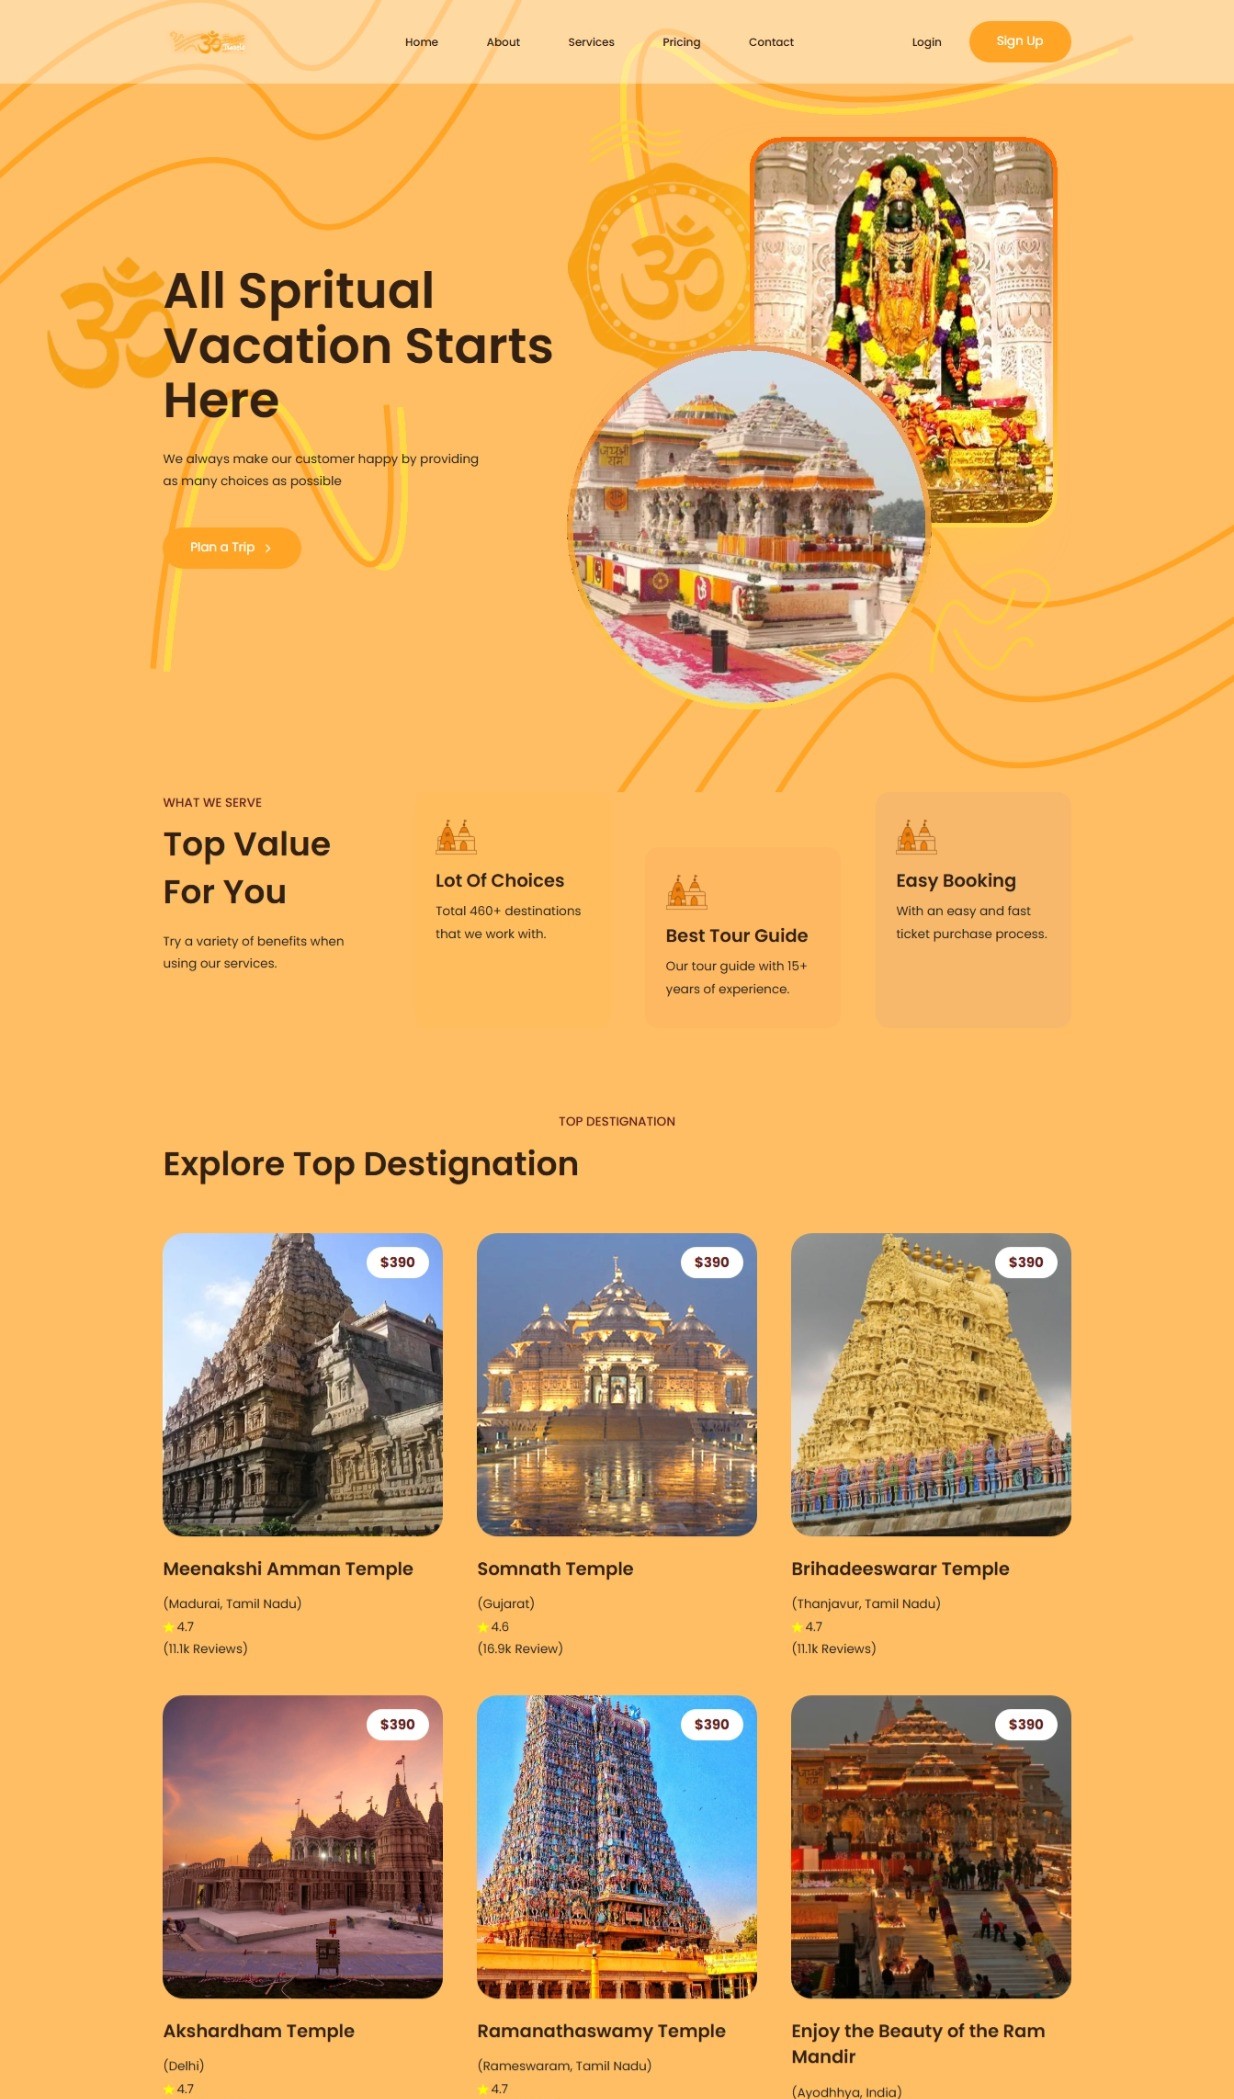 Home
About
Services
Pricing
Contact
Login
Sign Up
ॐ
ॐ
ॐ
All Spritual
Vacation Starts
Here
We always make our customer happy by providing
as many choices as possible
Plan a Trip
जय श्री
राम
WHAT WE SERVE
Top Value
For You
Try a variety of benefits when
using our services.
Lot Of Choices
Total 460+ destinations
that we work with.
Best Tour Guide
Our tour guide with 15+
years of experience.
Easy Booking
With an easy and fast
ticket purchase process.
TOP DESTIGNATION
Explore Top Destignation
$390
$390
$390
Meenakshi Amman Temple
(Madurai, Tamil Nadu)
4.7
(11.1k Reviews)
Somnath Temple
(Gujarat)
4.6
(16.9k Review)
Brihadeeswarar Temple
(Thanjavur, Tamil Nadu)
4.7
(11.1k Reviews)
$390
$390
$390
Akshardham Temple
(Delhi)
4.7
Ramanathaswamy Temple
(Rameswaram, Tamil Nadu)
4.7
Enjoy the Beauty of the Ram
Mandir
(Ayodhhya, India)